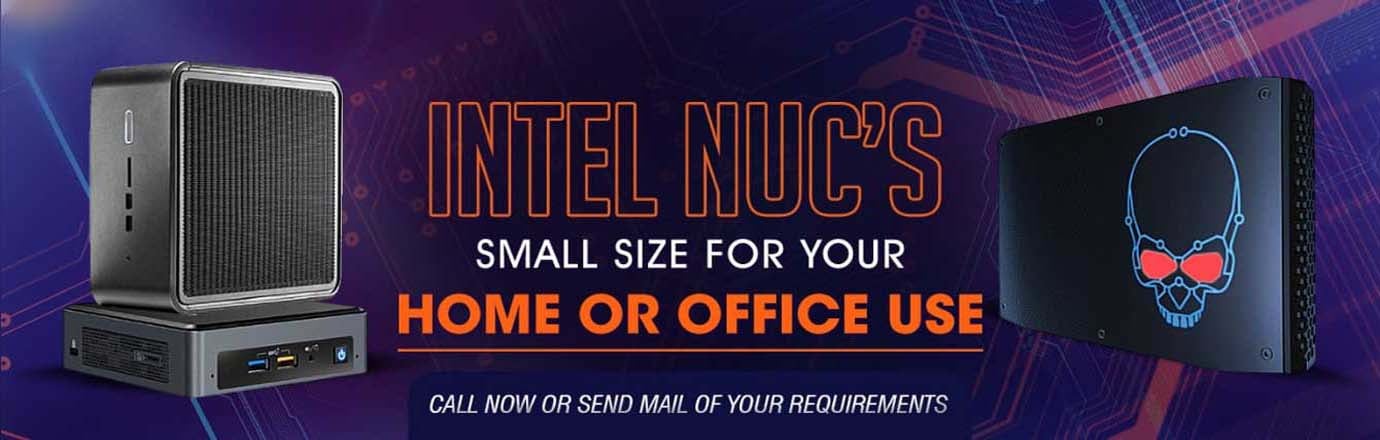 INTEL NUC'S
SMALL SIZE FOR YOUR
HOME OR OFFICE USE
CALL NOW OR SEND MAIL OF YOUR REQUIREMENTS